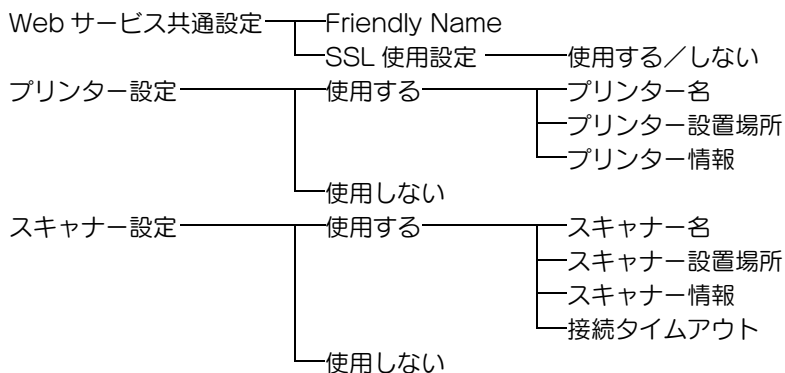 Web サービス共通設定 Friendly Name
SSL 使用設定 使用する／しない
プリンター設定 使用する プリンター名
プリンター設置場所
プリンター情報
使用しない
スキャナー設定 使用する スキャナー名
スキャナー設置場所
スキャナー情報
接続タイムアウト
使用しない